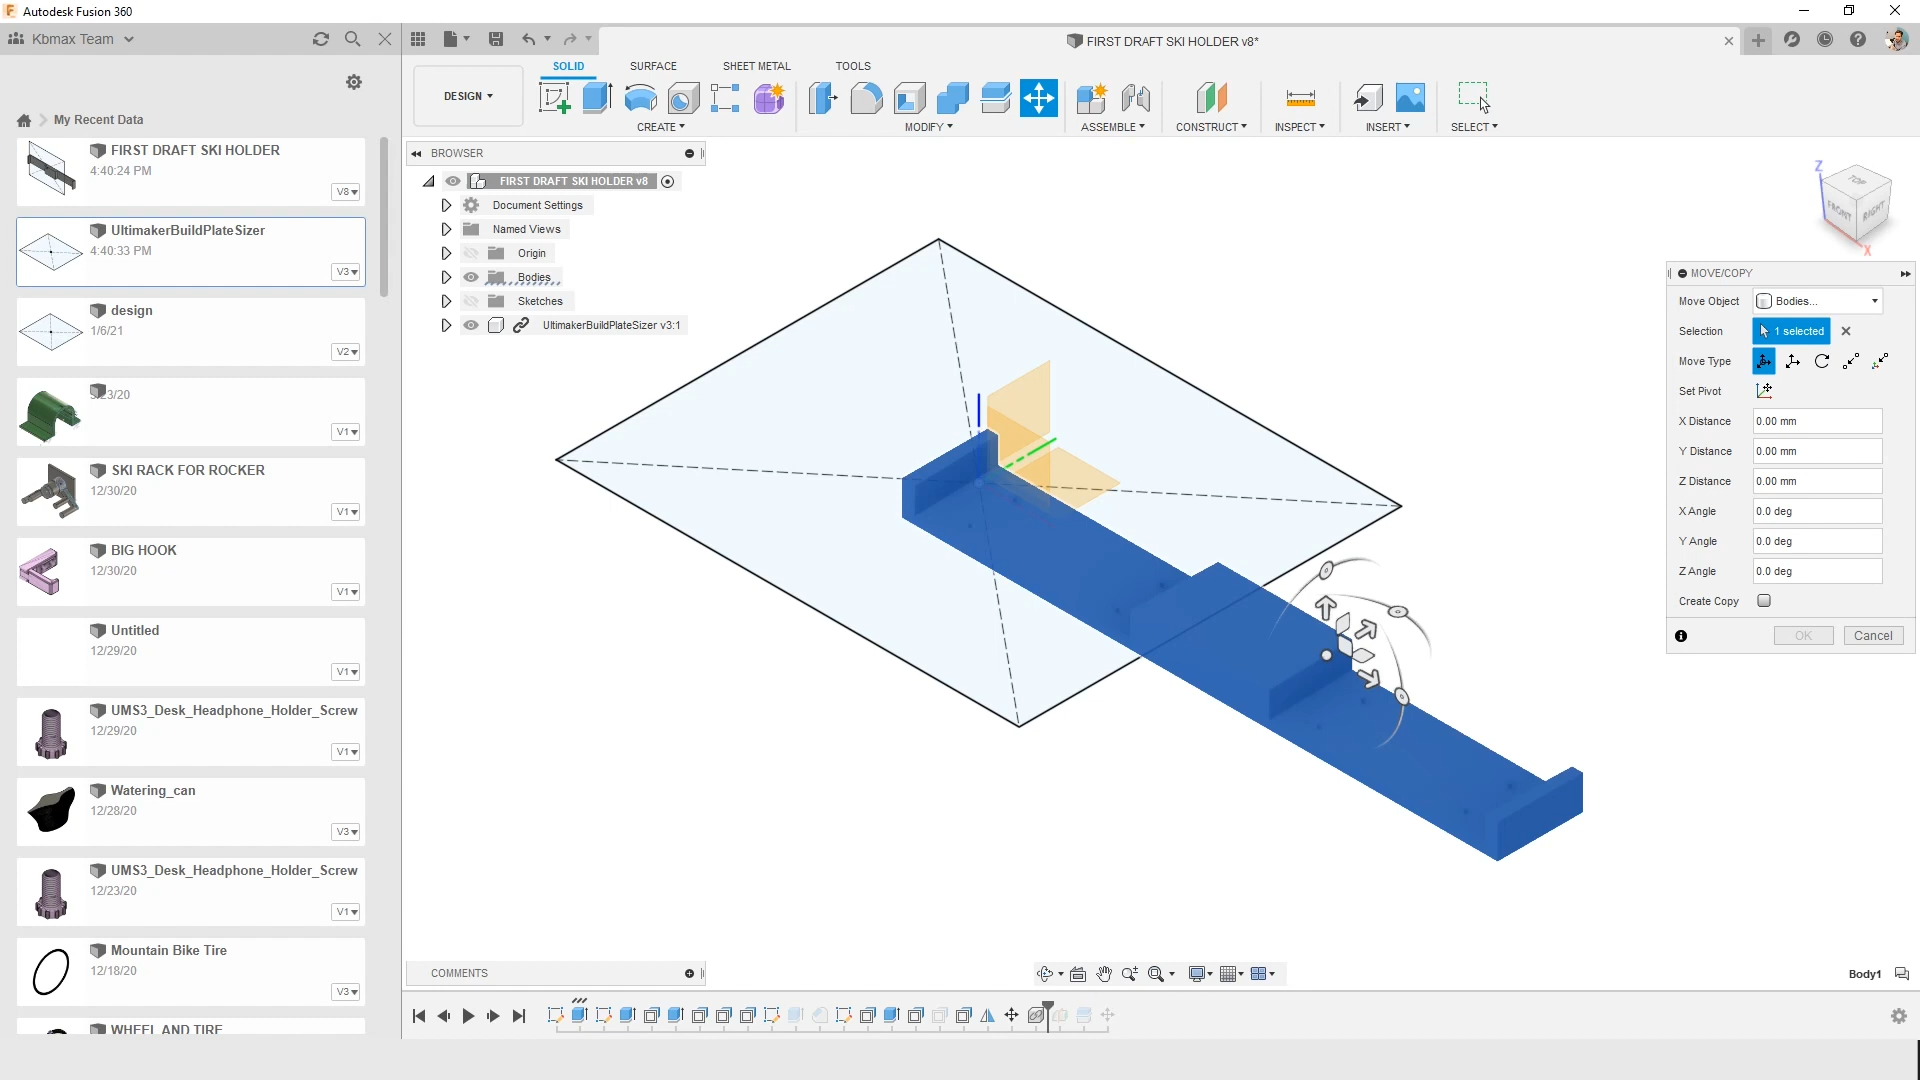 Autodesk Fusion 360
Kbmax Team
FIRST DRAFT SKI HOLDER v8*
SOLID
SURFACE
SHEET METAL
TOOLS
DESIGN
CREATE
MODIFY
ASSEMBLE
CONSTRUCT
INSPECT
INSERT
SELECT
My Recent Data
FIRST DRAFT SKI HOLDER
4:40:24 PM
V8
UltimakerBuildPlateSizer
4:40:33 PM
V3
design
1/6/21
V2
23/20
V1
SKI RACK FOR ROCKER
12/30/20
V1
BIG HOOK
12/30/20
V1
Untitled
12/29/20
V1
UMS3_Desk_Headphone_Holder_Screw
12/29/20
V1
Watering_can
12/28/20
V3
UMS3_Desk_Headphone_Holder_Screw
12/23/20
V1
Mountain Bike Tire
12/18/20
V3
WHEEL AND TIRE
BROWSER
FIRST DRAFT SKI HOLDER v8
Document Settings
Named Views
Origin
Bodies
Sketches
UltimakerBuildPlateSizer v3:1
Z
TOP
FRONT
RIGHT
X
MOVE/COPY
Move Object
Bodies...
Selection
1 selected
Move Type
Set Pivot
X Distance
0.00 mm
Y Distance
0.00 mm
Z Distance
0.00 mm
X Angle
0.0 deg
Y Angle
0.0 deg
Z Angle
0.0 deg
Create Copy
OK
Cancel
COMMENTS
Body1